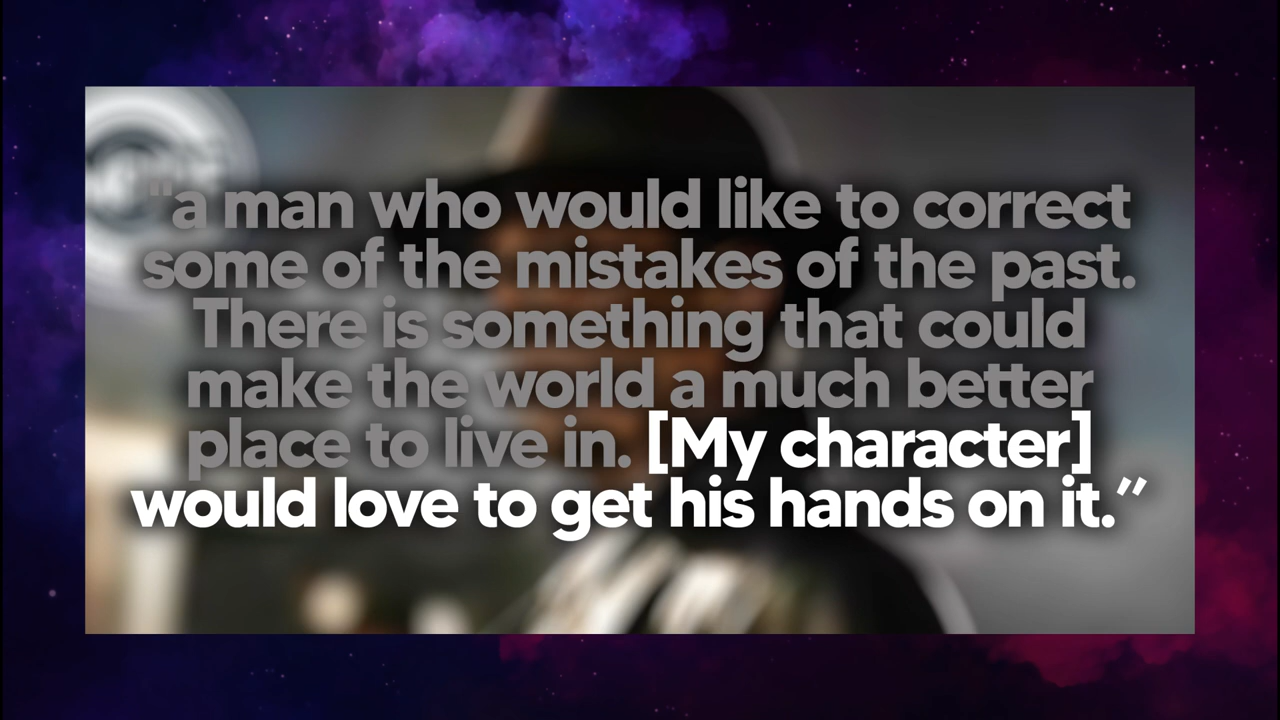 "a man who would like to correct
some of the mistakes of the past.
There is something that could
make the world a much better
place to live in. [My character]
would love to get his hands on it.”